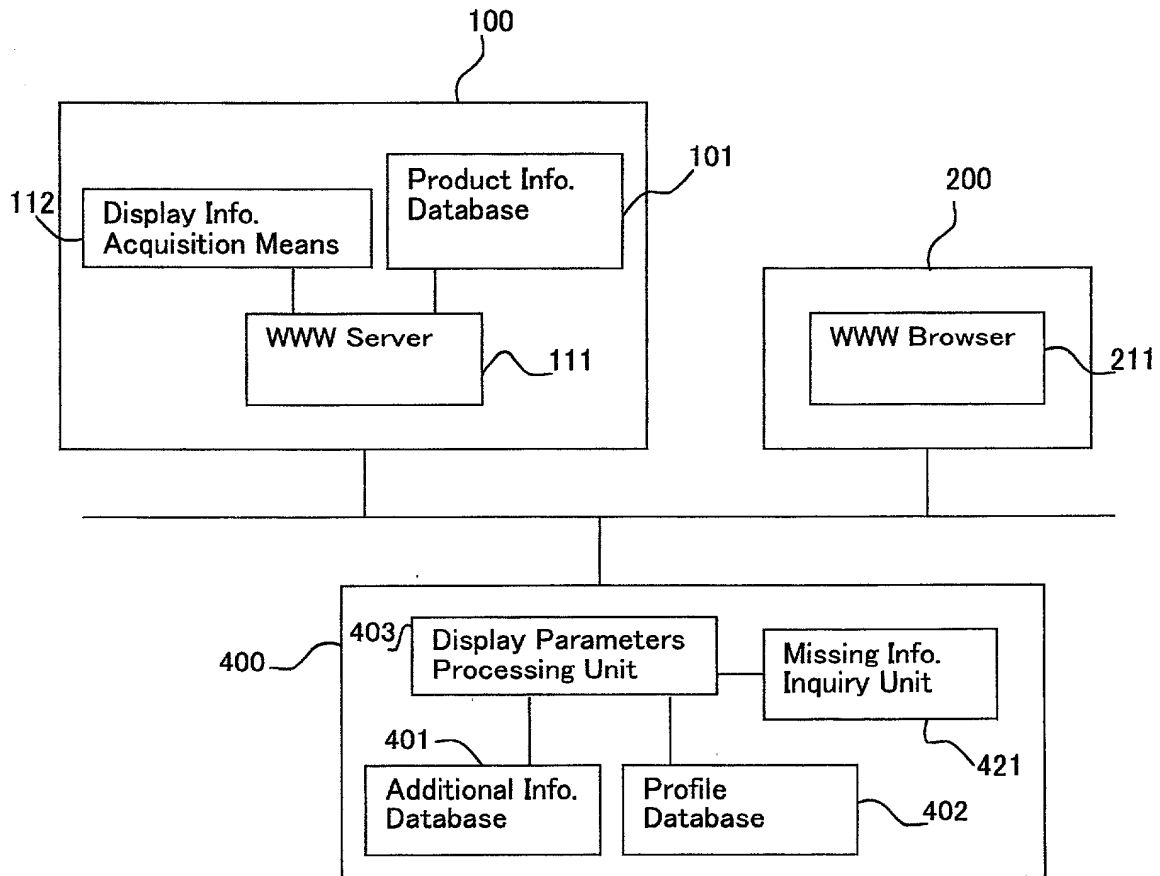 100
101
Product Info.
Database
112
Display Info.
Acquisition Means
WWW Server
111
200
WWW Browser
211
400
403
Display Parameters
Processing Unit
Missing Info.
Inquiry Unit
421
401
Additional Info.
Database
Profile
Database
402